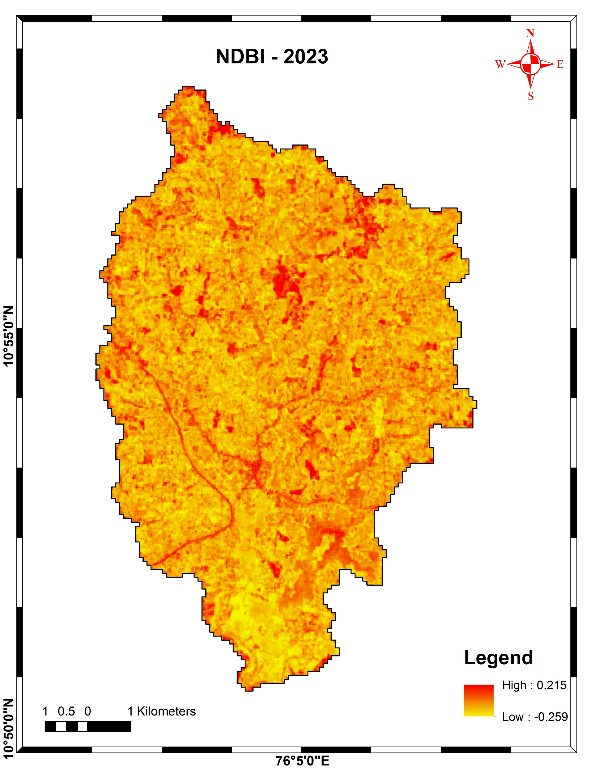 NDBI - 2023
N
W E
S
10°55'0"N
Legend
High : 0.215
Low : -0.259
1 0.5 0 1 Kilometers
10°50'0"N
76°5'0"E